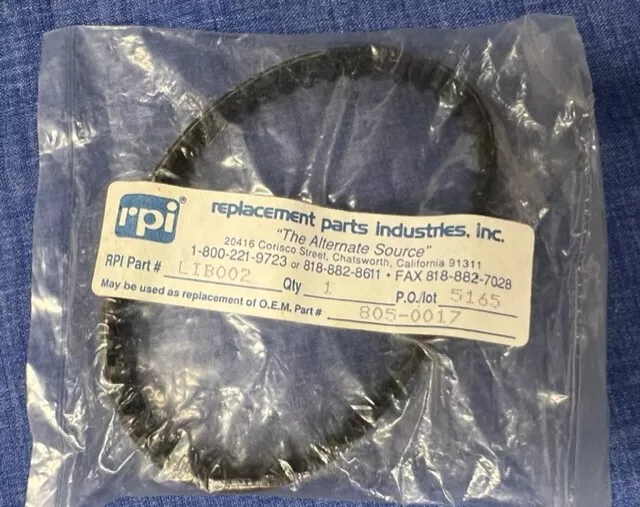 rpi®
replacement parts industries, inc.
"The Alternate Source"
20416 Corisco Street, Chatsworth, California 91311
1-800-221-9723 or 818-882-8611 • FAX 818-882-7028
RPI Part # LIB002 Qty 1 P.O./lot 5165
May be used as replacement of O.E.M. Part # 805-0017